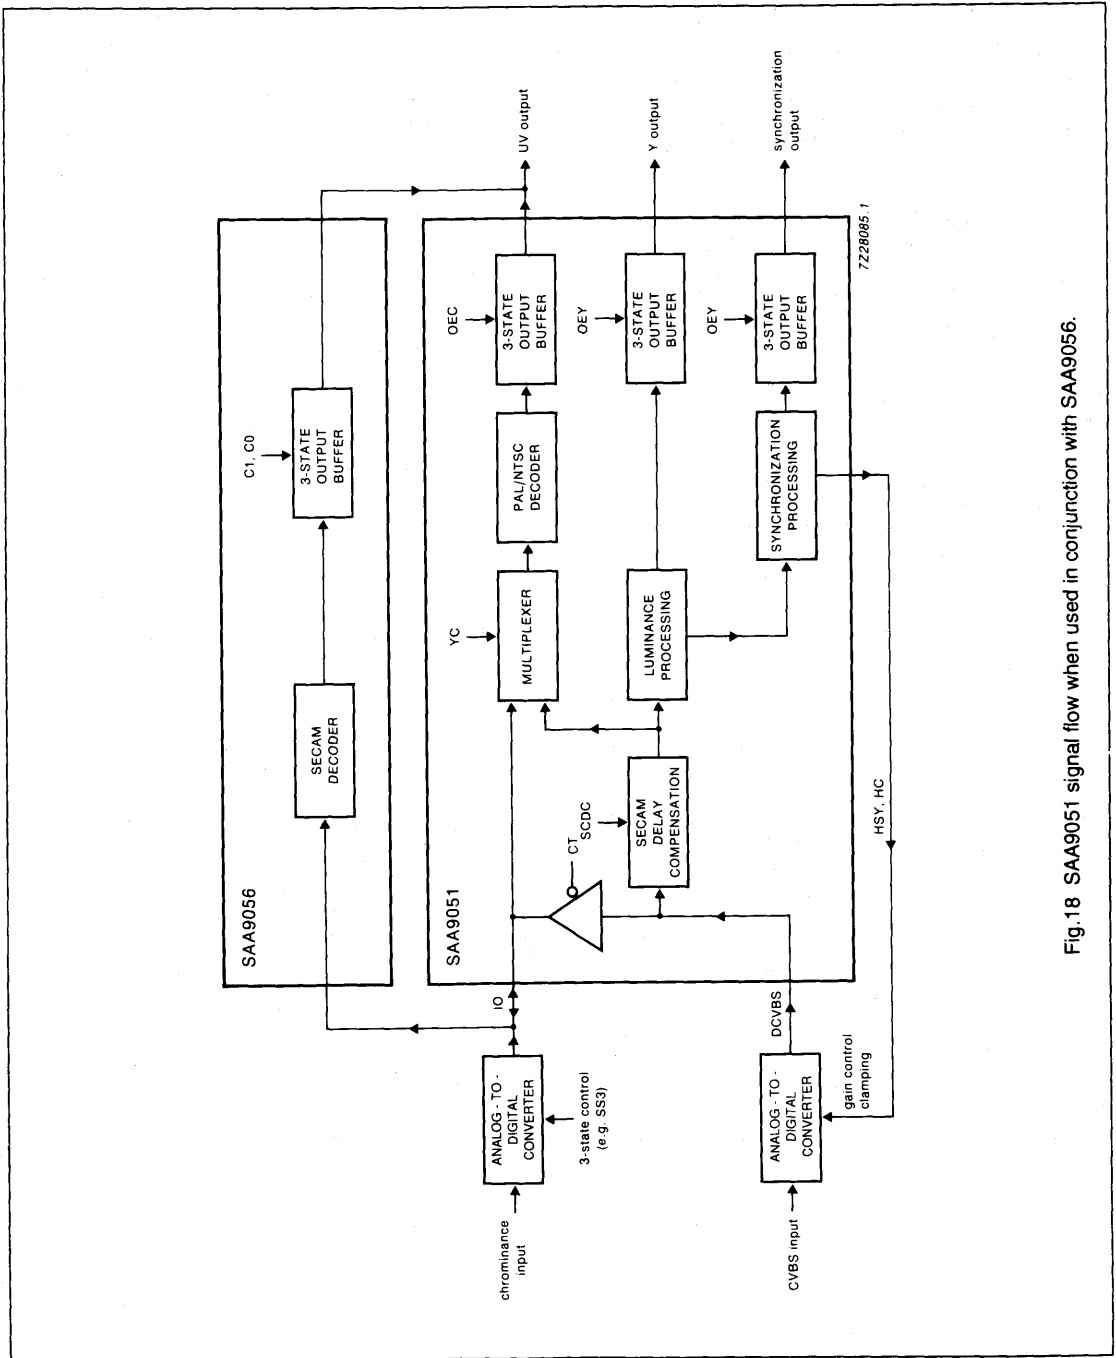 SAA9056
SECAM
DECODER
C1, C0
3-STATE
OUTPUT
BUFFER
SAA9051
chrominance
input
ANALOG - TO -
DIGITAL
CONVERTER
3-state control
(e.g. SS3)
IO
YC
MULTIPLEXER
PAL/NTSC
DECODER
OEC
3-STATE
OUTPUT
BUFFER
UV output
CT
SCDC
SECAM
DELAY
COMPENSATION
LUMINANCE
PROCESSING
OEY
3-STATE
OUTPUT
BUFFER
Y output
CVBS input
ANALOG - TO -
DIGITAL
CONVERTER
DCVBS
gain control
clamping
SYNCHRONIZATION
PROCESSING
OEY
3-STATE
OUTPUT
BUFFER
synchronization
output
HSY, HC
7Z28085.1
Fig.18 SAA9051 signal flow when used in conjunction with SAA9056.